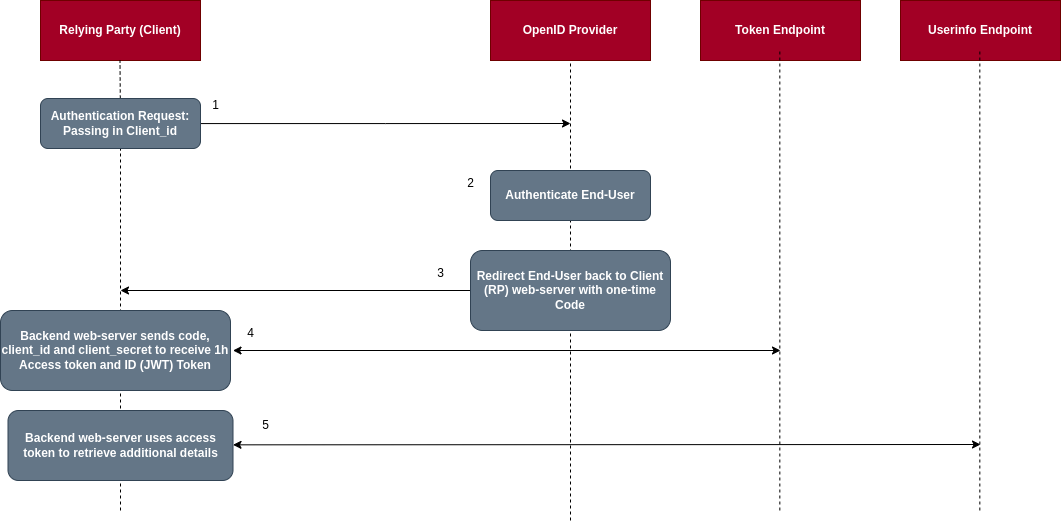 Relying Party (Client)
OpenID Provider
Token Endpoint
Userinfo Endpoint
Authentication Request:
Passing in Client_id
1
2
Authenticate End-User
3
Redirect End-User back to Client
(RP) web-server with one-time
Code
Backend web-server sends code,
client_id and client_secret to receive 1h
Access token and ID (JWT) Token
4
Backend web-server uses access
token to retrieve additional details
5